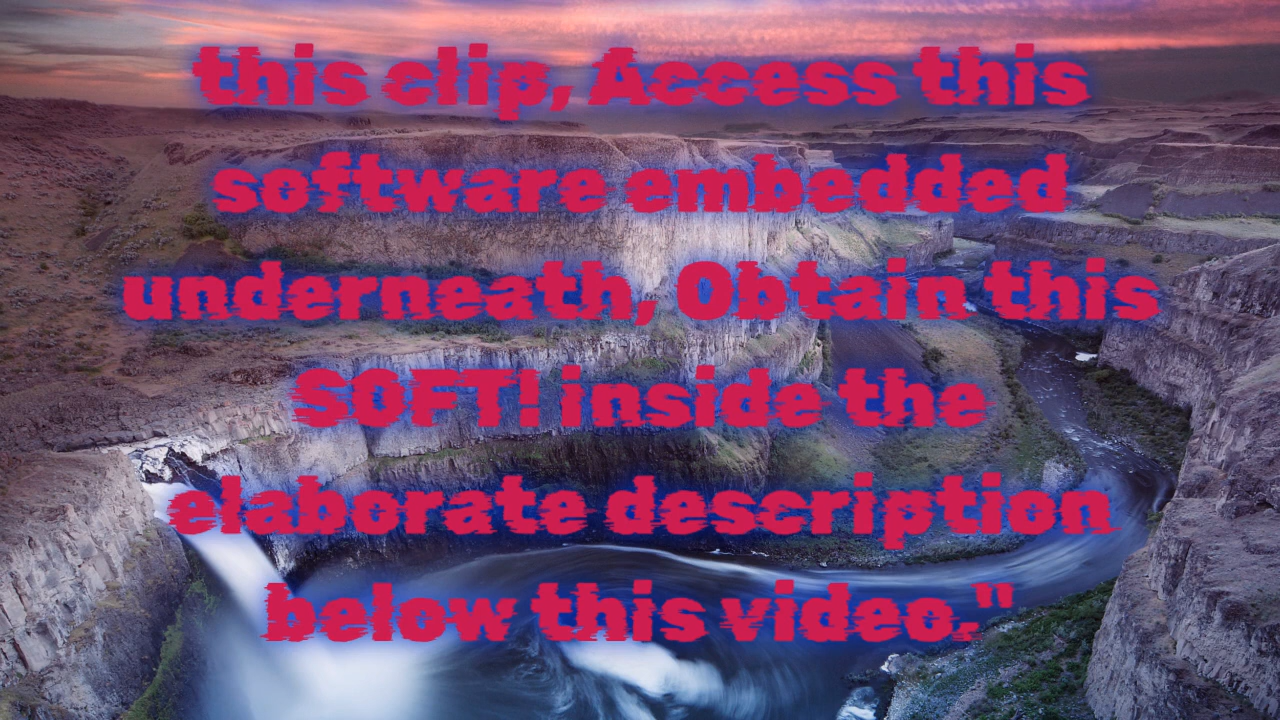 this clip, Access this
software embedded
underneath, Obtain this
SOFT! inside the
elaborate description
below this video."